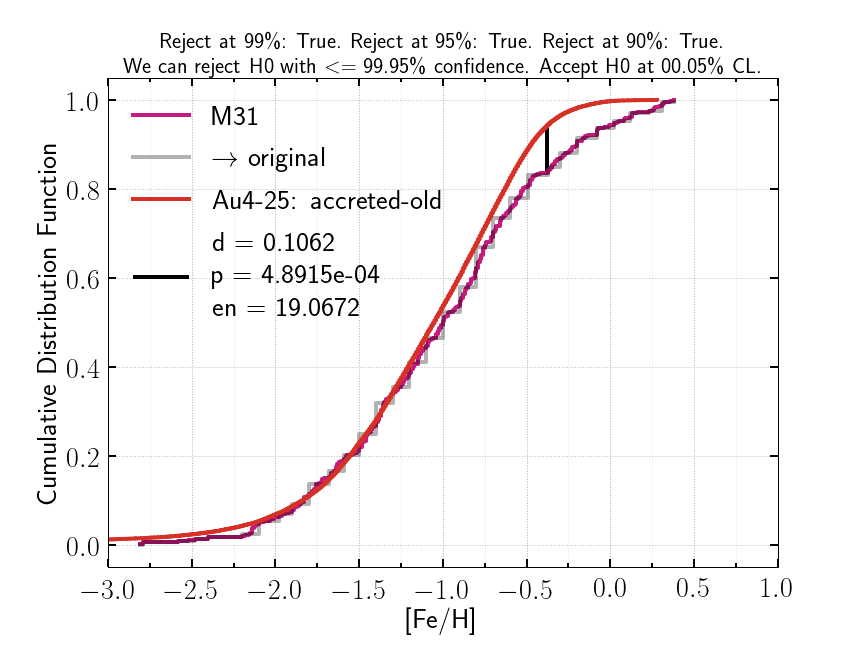 Reject at 99%: True. Reject at 95%: True. Reject at 90%: True.
We can reject H0 with <= 99.95% confidence. Accept H0 at 00.05% CL.
M31
→ original
Au4-25: accreted-old
d = 0.1062
p = 4.8915e-04
en = 19.0672
Cumulative Distribution Function
1.0
0.8
0.6
0.4
0.2
0.0
−3.0 −2.5 −2.0 −1.5 −1.0 −0.5 0.0 0.5 1.0
[Fe/H]